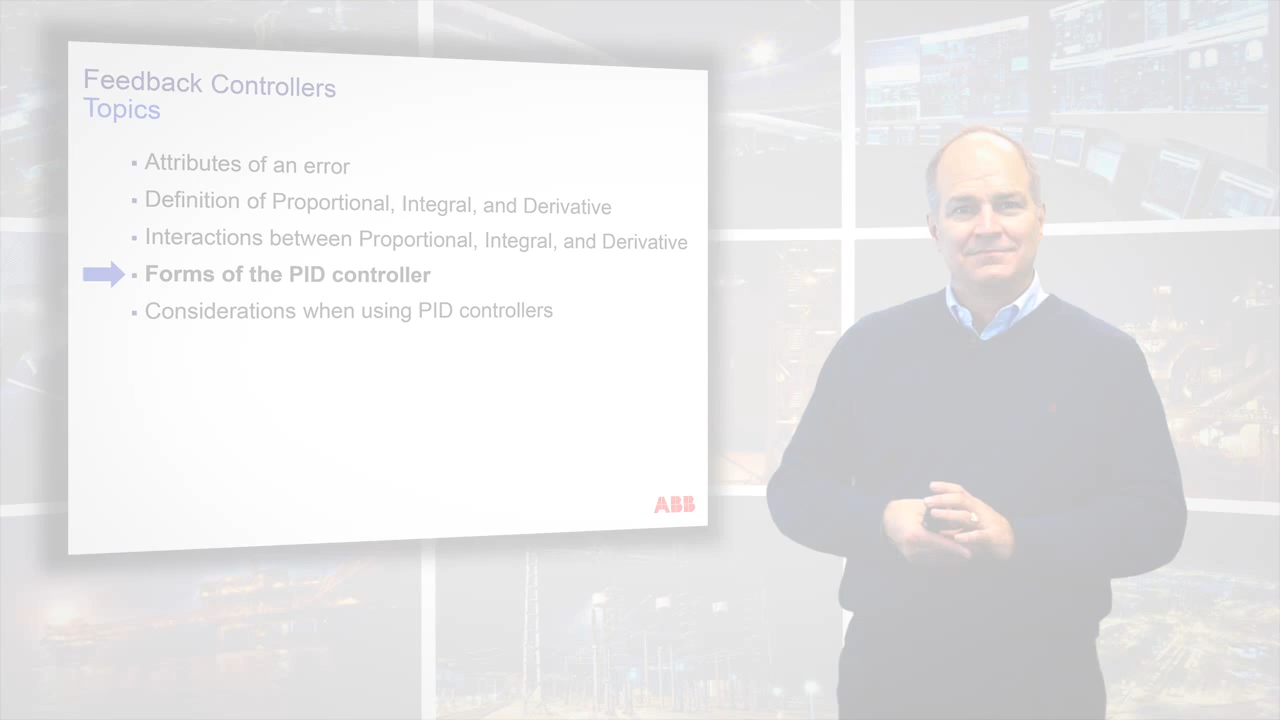 Feedback Controllers
Topics
▪ Attributes of an error
▪ Definition of Proportional, Integral, and Derivative
▪ Interactions between Proportional, Integral, and Derivative
▪ Forms of the PID controller
▪ Considerations when using PID controllers
ABB